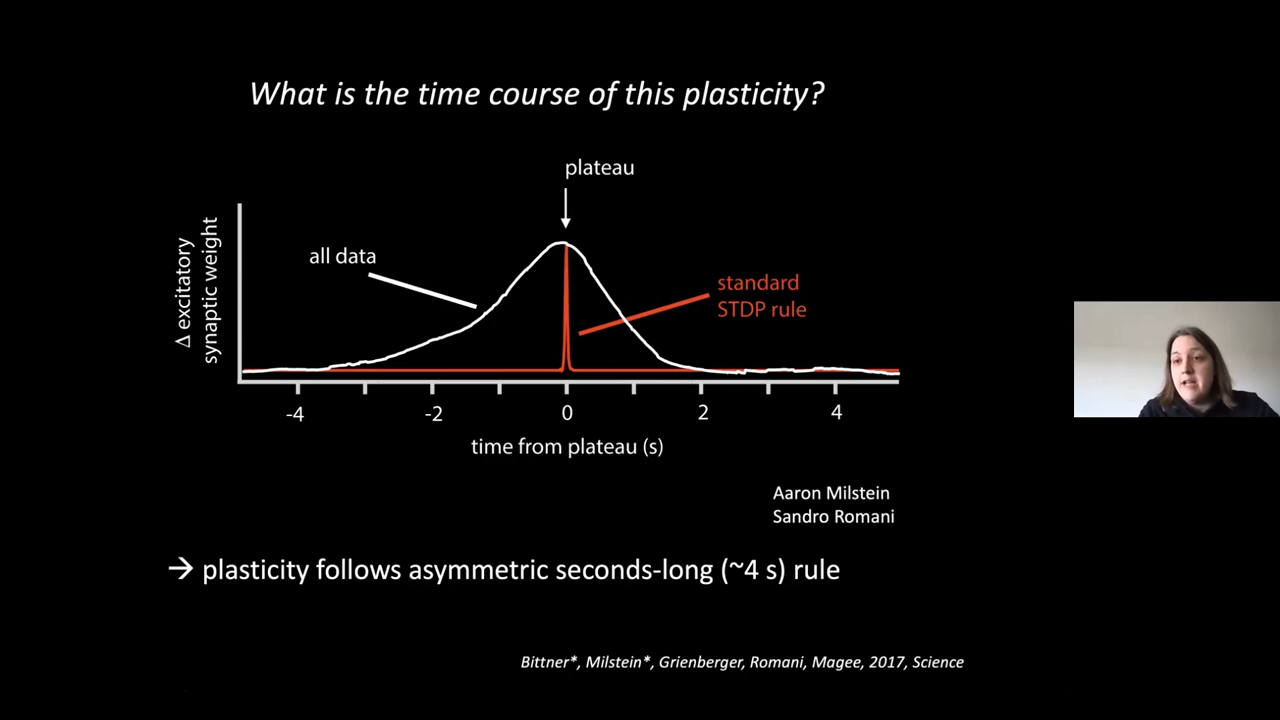 What is the time course of this plasticity?
plateau
Δ excitatory
synaptic weight
all data
standard
STDP rule
-4
-2
0
2
4
time from plateau (s)
Aaron Milstein
Sandro Romani
→ plasticity follows asymmetric seconds-long (~4 s) rule
Bittner*, Milstein*, Grienberger, Romani, Magee, 2017, Science